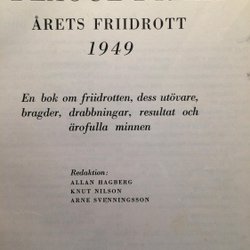 ÅRETS FRIIDROTT
1949
En bok om friidrotten, dess utövare,
bragder, drabbningar, resultat och
ärofulla minnen
Redaktion:
ALLAN HAGBERG
KNUT NILSON
ARNE SVENNINGSSON